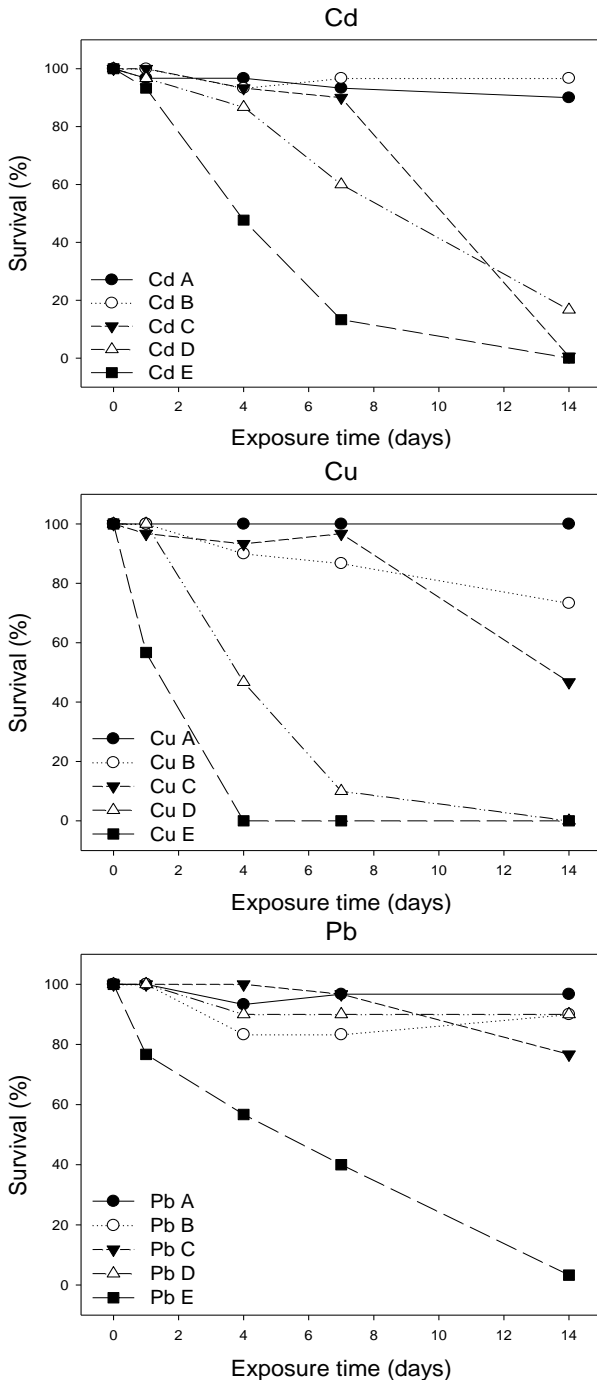 Cd
Survival (%)
100
80
60
40
20
0
Cd A
Cd B
Cd C
Cd D
Cd E
0 2 4 6 8 10 12 14
Exposure time (days)
Cu
Survival (%)
100
80
60
40
20
0
Cu A
Cu B
Cu C
Cu D
Cu E
0 2 4 6 8 10 12 14
Exposure time (days)
Pb
Survival (%)
100
80
60
40
20
0
Pb A
Pb B
Pb C
Pb D
Pb E
0 2 4 6 8 10 12 14
Exposure time (days)